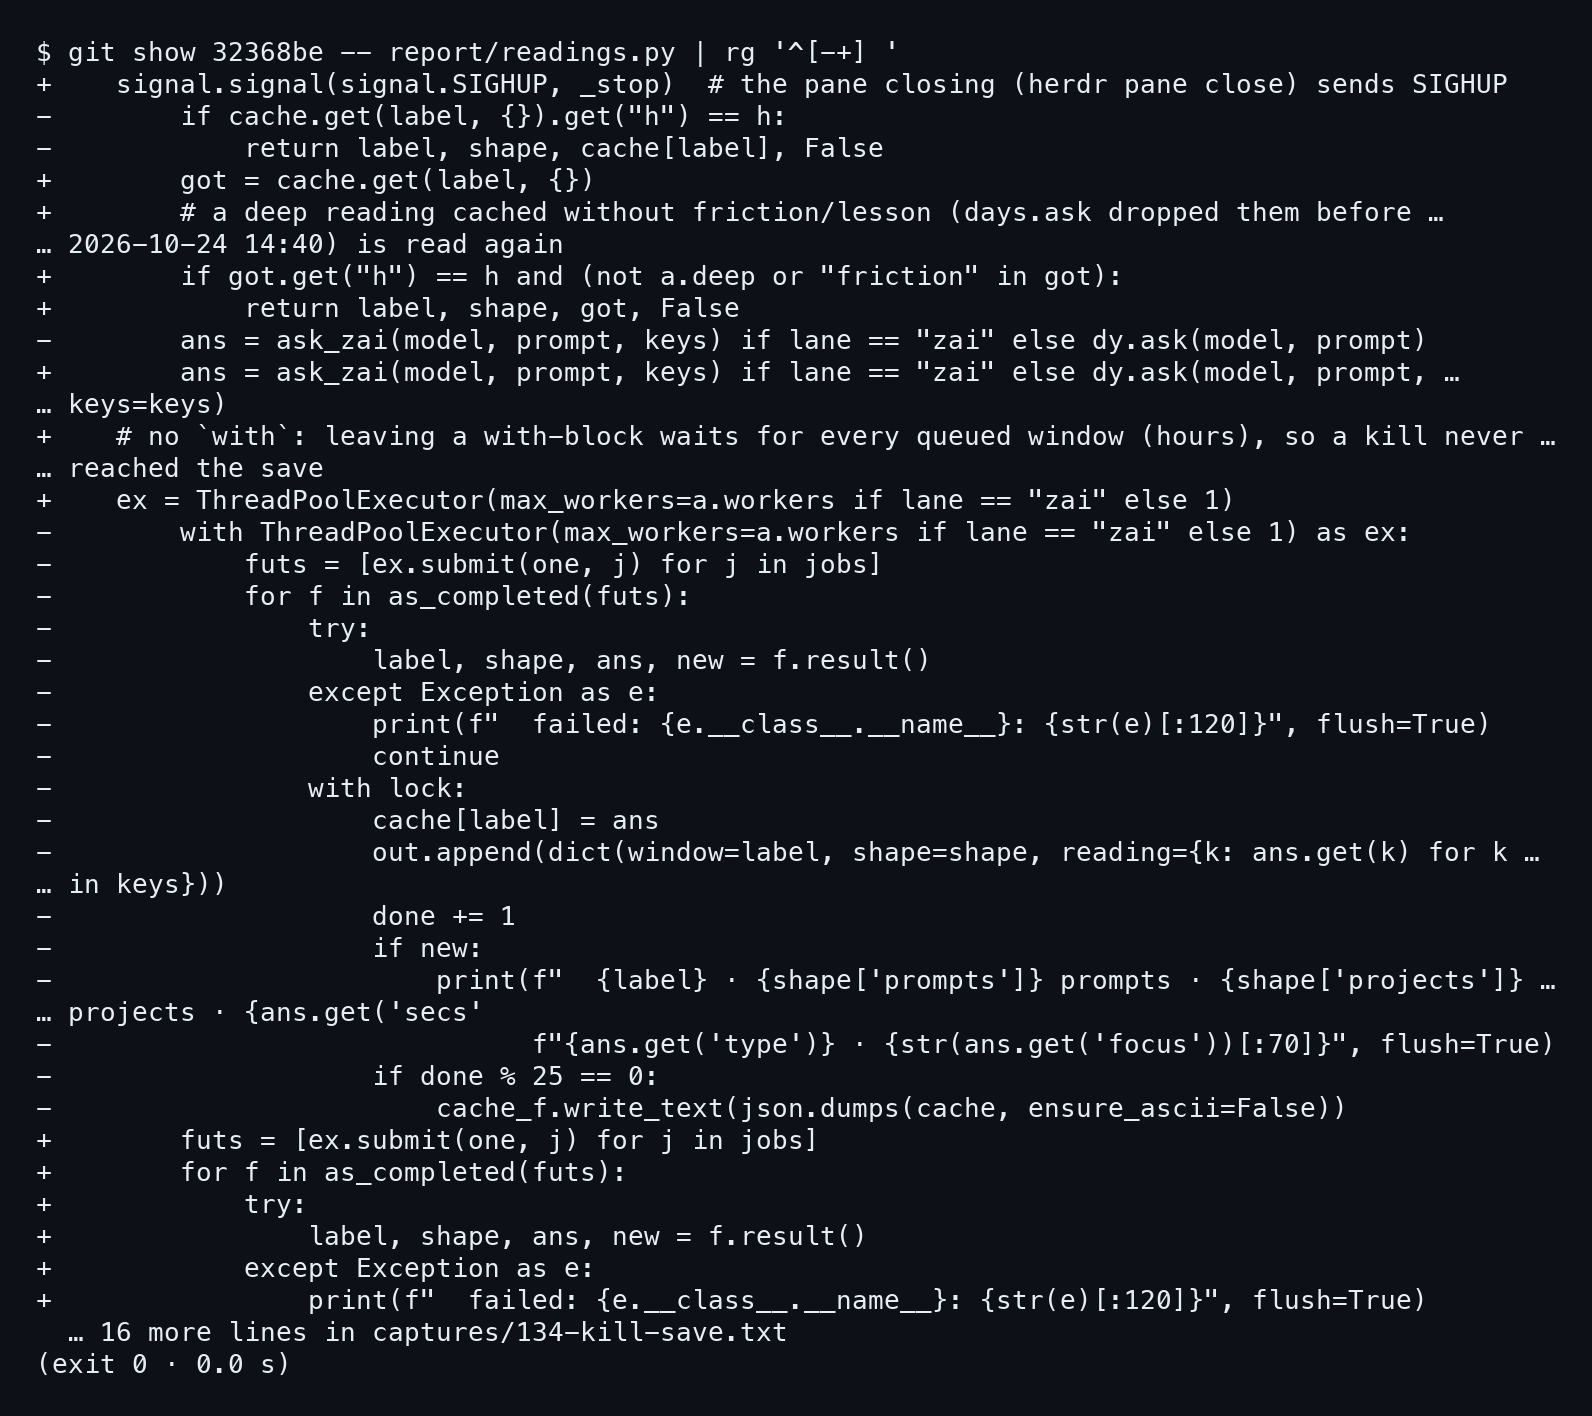 $ git show 32368be -- report/readings.py | rg '^[-+] '
+    signal.signal(signal.SIGHUP, _stop)  # the pane closing (herdr pane close) sends SIGHUP
-        if cache.get(label, {}).get("h") == h:
-            return label, shape, cache[label], False
+        got = cache.get(label, {})
+        # a deep reading cached without friction/lesson (days.ask dropped them before …
… 2026-10-24 14:40) is read again
+        if got.get("h") == h and (not a.deep or "friction" in got):
+            return label, shape, got, False
-        ans = ask_zai(model, prompt, keys) if lane == "zai" else dy.ask(model, prompt)
+        ans = ask_zai(model, prompt, keys) if lane == "zai" else dy.ask(model, prompt, …
… keys=keys)
+    # no `with`: leaving a with-block waits for every queued window (hours), so a kill never …
… reached the save
+    ex = ThreadPoolExecutor(max_workers=a.workers if lane == "zai" else 1)
-        with ThreadPoolExecutor(max_workers=a.workers if lane == "zai" else 1) as ex:
-            futs = [ex.submit(one, j) for j in jobs]
-            for f in as_completed(futs):
-                try:
-                    label, shape, ans, new = f.result()
-                except Exception as e:
-                    print(f"  failed: {e.__class__.__name__}: {str(e)[:120]}", flush=True)
-                    continue
-                with lock:
-                    cache[label] = ans
-                    out.append(dict(window=label, shape=shape, reading={k: ans.get(k) for k …
… in keys}))
-                    done += 1
-                    if new:
-                        print(f"  {label} · {shape['prompts']} prompts · {shape['projects']} …
… projects · {ans.get('secs'
-                              f"{ans.get('type')} · {str(ans.get('focus'))[:70]}", flush=True)
-                    if done % 25 == 0:
-                        cache_f.write_text(json.dumps(cache, ensure_ascii=False))
+        futs = [ex.submit(one, j) for j in jobs]
+        for f in as_completed(futs):
+            try:
+                label, shape, ans, new = f.result()
+            except Exception as e:
+                print(f"  failed: {e.__class__.__name__}: {str(e)[:120]}", flush=True)
  … 16 more lines in captures/134-kill-save.txt
(exit 0 · 0.0 s)